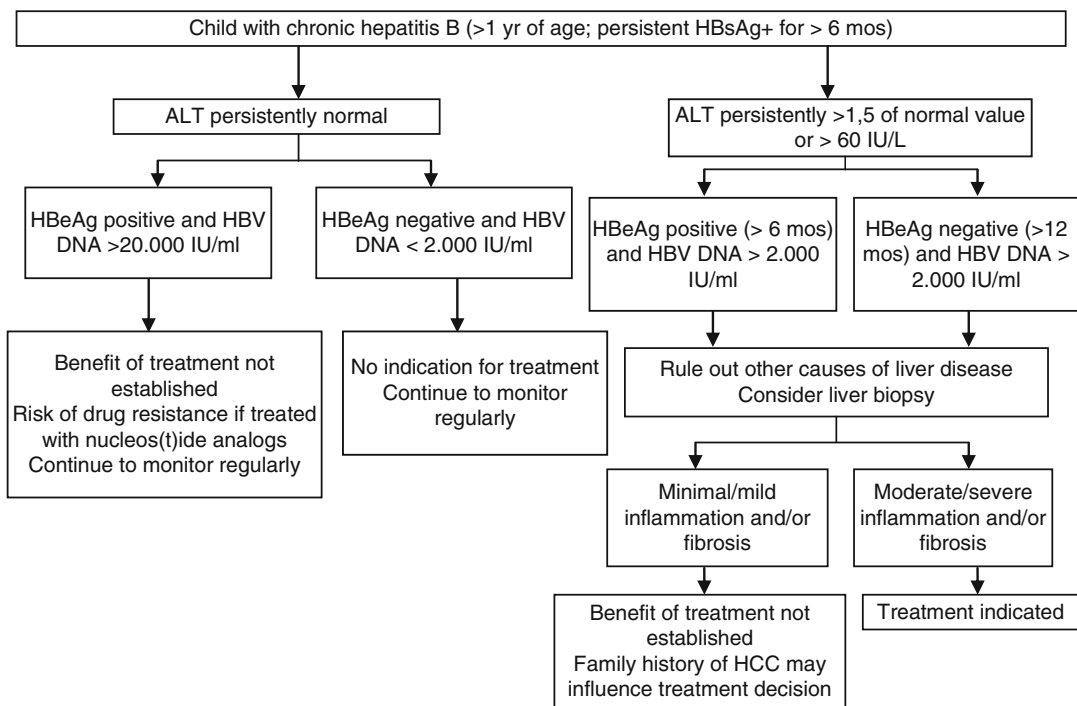 Child with chronic hepatitis B (>1 yr of age; persistent HBsAg+ for > 6 mos)
ALT persistently normal
ALT persistently >1,5 of normal value
or > 60 IU/L
HBeAg positive and HBV
DNA >20.000 IU/ml
HBeAg negative and HBV
DNA < 2.000 IU/ml
HBeAg positive (> 6 mos)
and HBV DNA > 2.000
IU/ml
HBeAg negative (>12
mos) and HBV DNA >
2.000 IU/ml
Benefit of treatment not
established
Risk of drug resistance if treated
with nucleos(t)ide analogs
Continue to monitor regularly
No indication for treatment
Continue to monitor
regularly
Rule out other causes of liver disease
Consider liver biopsy
Minimal/mild
inflammation and/or
fibrosis
Moderate/severe
inflammation and/or
fibrosis
Benefit of treatment not
established
Family history of HCC may
influence treatment decision
Treatment indicated